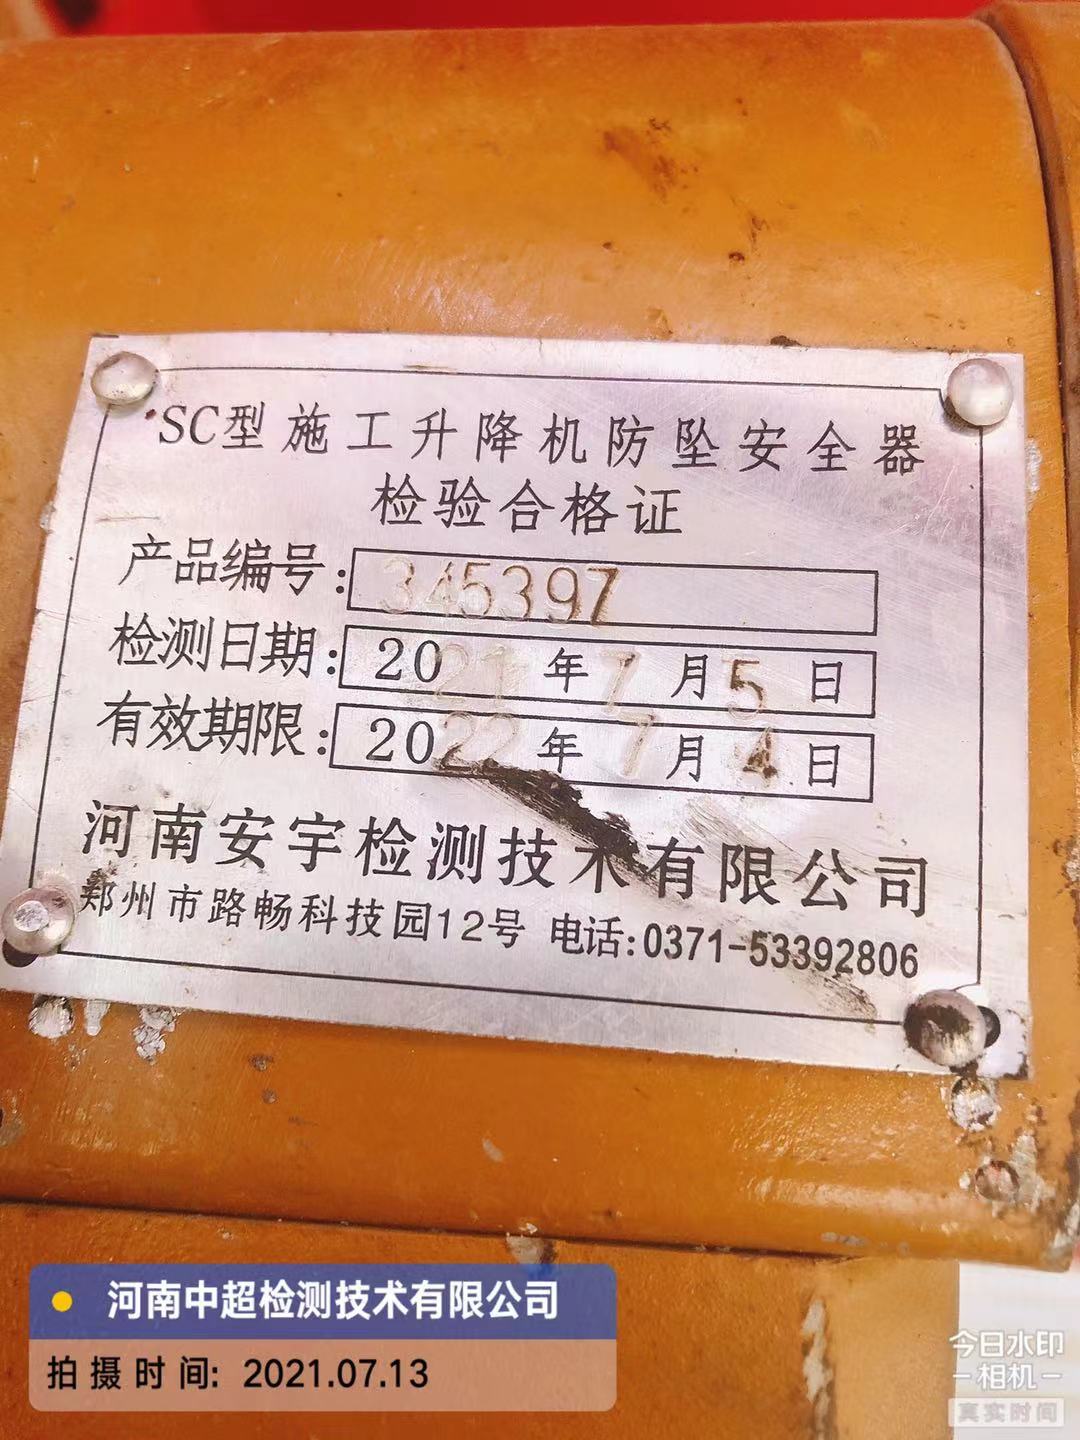 SC型施工升降机防坠安全器
检验合格证
产品编号:345397
检测日期:2021年7月5日
有效期限:2022年7月4日
河南安宇检测技术有限公司
郑州市路畅科技园12号 电话:0371-53392806
河南中超检测技术有限公司
拍摄时间: 2021.07.13
今日水印
-相机-
真实时间